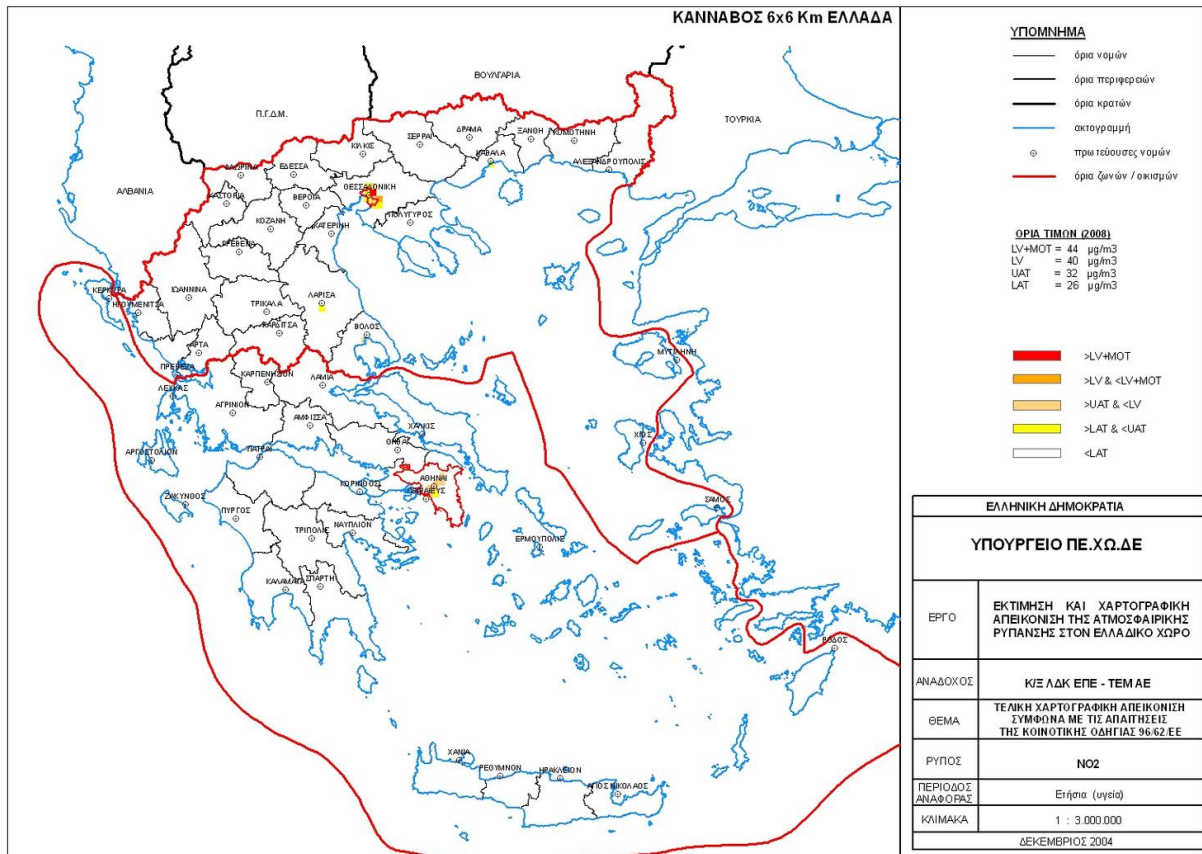 ΚΑΝΝΑΒΟΣ 6x6 Km ΕΛΛΑΔΑ
ΒΟΥΛΓΑΡΙΑ
Π.Γ.Δ.Μ.
ΤΟΥΡΚΙΑ
ΑΛΒΑΝΙΑ
ΔΡΑΜΑ
ΞΑΝΘΗ
ΚΟΜΟΤΗΝΗ
ΣΕΡΡΑΙ
ΚΙΛΚΙΣ
ΚΑΒΑΛΑ
ΑΛΕΞΑΝΔΡΟΥΠΟΛΙΣ
ΦΛΩΡΙΝΑ
ΕΔΕΣΣΑ
ΘΕΣΣΑΛΟΝΙΚΗ
ΚΑΣΤΟΡΙΑ
ΒΕΡΟΙΑ
ΠΟΛΥΓΥΡΟΣ
ΚΟΖΑΝΗ
ΚΑΤΕΡΙΝΗ
ΓΡΕΒΕΝΑ
ΚΕΡΚΥΡΑ
ΗΓΟΥΜΕΝΙΤΣΑ
ΙΩΑΝΝΙΝΑ
ΛΑΡΙΣΑ
ΤΡΙΚΑΛΑ
ΚΑΡΔΙΤΣΑ
ΒΟΛΟΣ
ΑΡΤΑ
ΜΥΤΙΛΗΝΗ
ΠΡΕΒΕΖΑ
ΚΑΡΠΕΝΗΣΙΟΝ
ΛΑΜΙΑ
ΛΕΥΚΑΣ
ΑΓΡΙΝΙΟΝ
ΑΜΦΙΣΣΑ
ΧΑΛΚΙΣ
ΧΙΟΣ
ΘΗΒΑΙ
ΑΡΓΟΣΤΟΛΙΟΝ
ΠΑΤΡΑΙ
ΑΘΗΝΑΙ
ΚΟΡΙΝΘΟΣ
ΠΕΙΡΑΙΕΥΣ
ΖΑΚΥΝΘΟΣ
ΣΑΜΟΣ
ΠΥΡΓΟΣ
ΝΑΥΠΛΙΟΝ
ΤΡΙΠΟΛΙΣ
ΕΡΜΟΥΠΟΛΙΣ
ΚΑΛΑΜΑΤΑ
ΣΠΑΡΤΗ
ΡΟΔΟΣ
ΧΑΝΙΑ
ΡΕΘΥΜΝΟΝ
ΗΡΑΚΛΕΙΟΝ
ΑΓΙΟΣ ΝΙΚΟΛΑΟΣ
ΥΠΟΜΝΗΜΑ
όρια νομών
όρια περιφερειών
όρια κρατών
ακτογραμμή
πρωτεύουσες νομών
όρια ζωνών / οικισμών
ΟΡΙΑ ΤΙΜΩΝ (2008)
LV+MOT = 44 μg/m3
LV = 40 μg/m3
UAT = 32 μg/m3
LAT = 26 μg/m3
>LV+MOT
>LV & <LV+MOT
>UAT & <LV
>LAT & <UAT
<LAT
ΕΛΛΗΝΙΚΗ ΔΗΜΟΚΡΑΤΙΑ
ΥΠΟΥΡΓΕΙΟ ΠΕ.ΧΩ.ΔΕ
ΕΡΓΟ
ΕΚΤΙΜΗΣΗ ΚΑΙ ΧΑΡΤΟΓΡΑΦΙΚΗ
ΑΠΕΙΚΟΝΙΣΗ ΤΗΣ ΑΤΜΟΣΦΑΙΡΙΚΗΣ
ΡΥΠΑΝΣΗΣ ΣΤΟΝ ΕΛΛΑΔΙΚΟ ΧΩΡΟ
ΑΝΑΔΟΧΟΣ
Κ/Ξ ΛΔΚ ΕΠΕ - ΤΕΜ ΑΕ
ΘΕΜΑ
ΤΕΛΙΚΗ ΧΑΡΤΟΓΡΑΦΙΚΗ ΑΠΕΙΚΟΝΙΣΗ
ΣΥΜΦΩΝΑ ΜΕ ΤΙΣ ΑΠΑΙΤΗΣΕΙΣ
ΤΗΣ ΚΟΙΝΟΤΙΚΗΣ ΟΔΗΓΙΑΣ 96/62/ΕΕ
ΡΥΠΟΣ
NO2
ΠΕΡΙΟΔΟΣ
ΑΝΑΦΟΡΑΣ
Ετήσια (υγεία)
ΚΛΙΜΑΚΑ
1 : 3.000.000
ΔΕΚΕΜΒΡΙΟΣ 2004